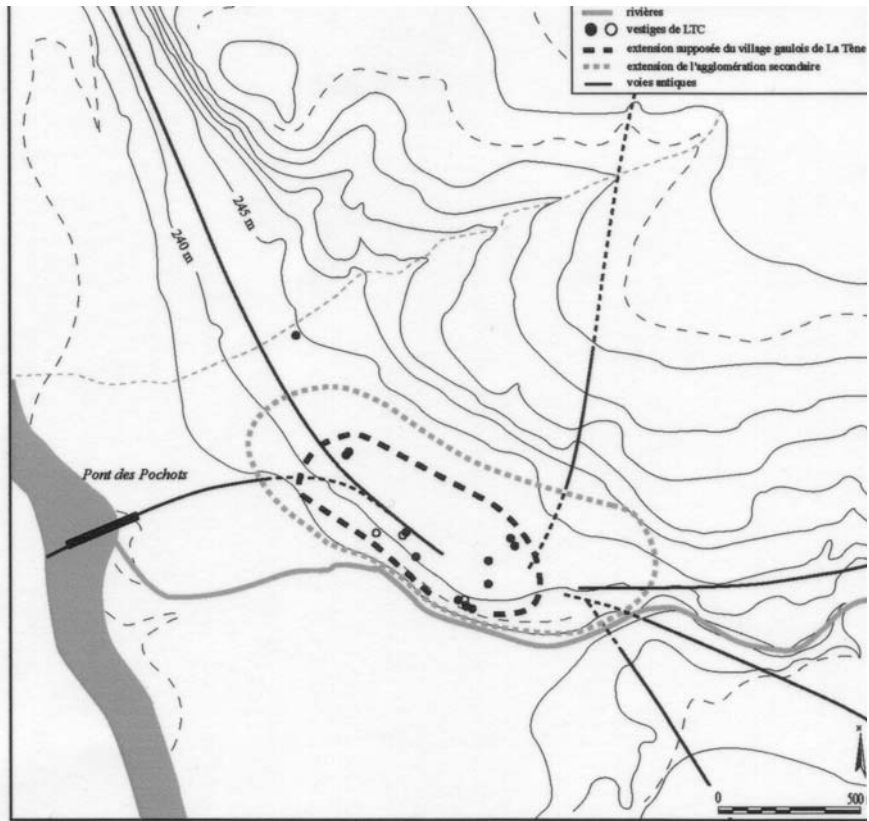 rivières
vestiges de LTC
extension supposée du village gaulois de La Tène
extension de l'agglomération secondaire
voies antiques
245 m
240 m
Pont des Pochots
0
500